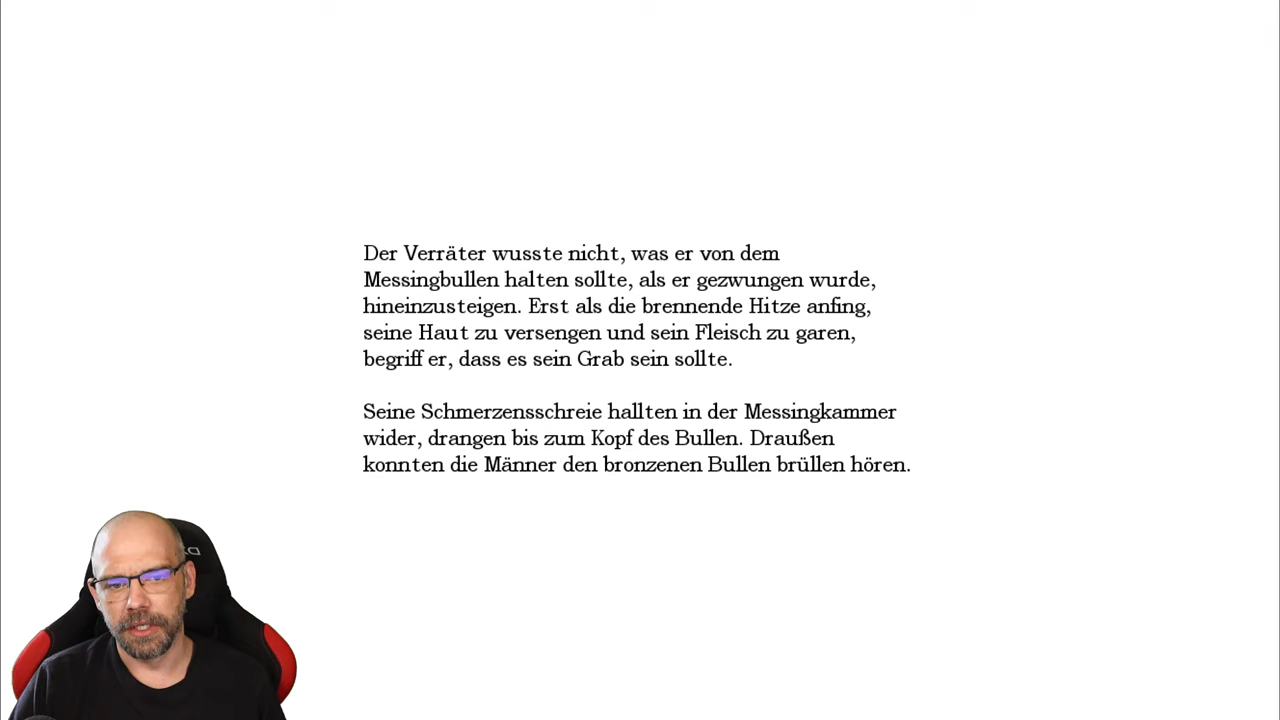 Der Verräter wusste nicht, was er von dem
Messingbullen halten sollte, als er gezwungen wurde,
hineinzusteigen. Erst als die brennende Hitze anfing,
seine Haut zu versengen und sein Fleisch zu garen,
begriff er, dass es sein Grab sein sollte.
Seine Schmerzensschreie hallten in der Messingkammer
wider, drangen bis zum Kopf des Bullen. Draußen
konnten die Männer den bronzenen Bullen brüllen hören.